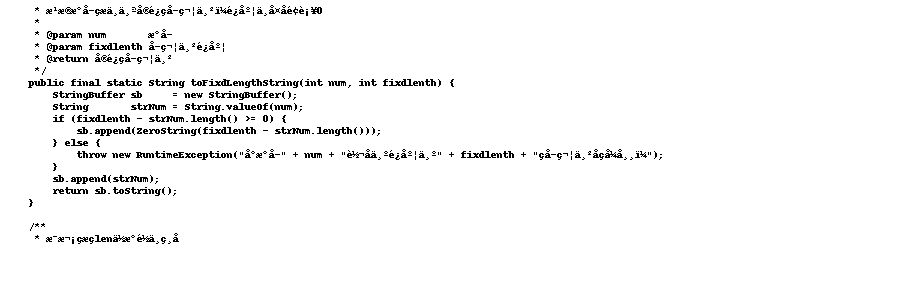 * æ¹æ®æ°å­çæä¸ä¸ªå®é¿çå­ç¬¦ä¸²ï¼é¿åº¦ä¸å¤åé¢è¡¥0
*
* @param num æ°å­
* @param fixdlenth å­ç¬¦ä¸²é¿åº¦
* @return å®é¿çå­ç¬¦ä¸²
*/
public final static String toFixdLengthString(int num, int fixdlenth) {
StringBuffer sb = new StringBuffer();
String strNum = String.valueOf(num);
if (fixdlenth - strNum.length() >= 0) {
sb.append(ZeroString(fixdlenth - strNum.length()));
} else {
throw new RuntimeException("å°æ°å­" + num + "è½¬åä¸ºé¿åº¦ä¸º" + fixdlenth + "çå­ç¬¦ä¸²åçå¼å¸¸ï¼");
}
sb.append(strNum);
return sb.toString();
}
/**
* æ¯æ¬¡çælenä½æ°é½ä¸ç¸å